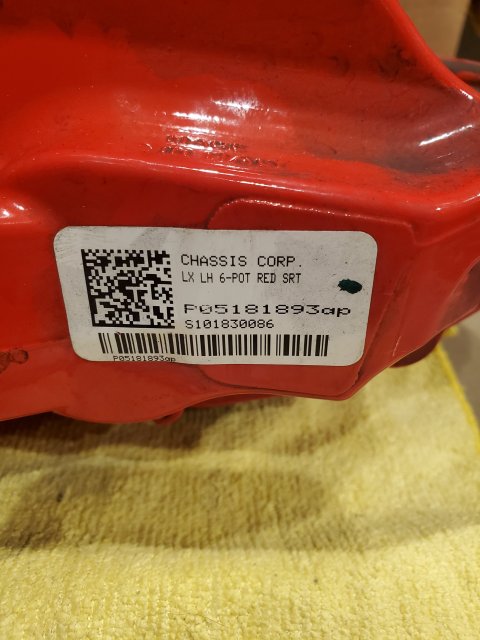 CHASSIS CORP.
LX LH 6-POT RED SRT
P05181893ap
S101830086
P05181893ap